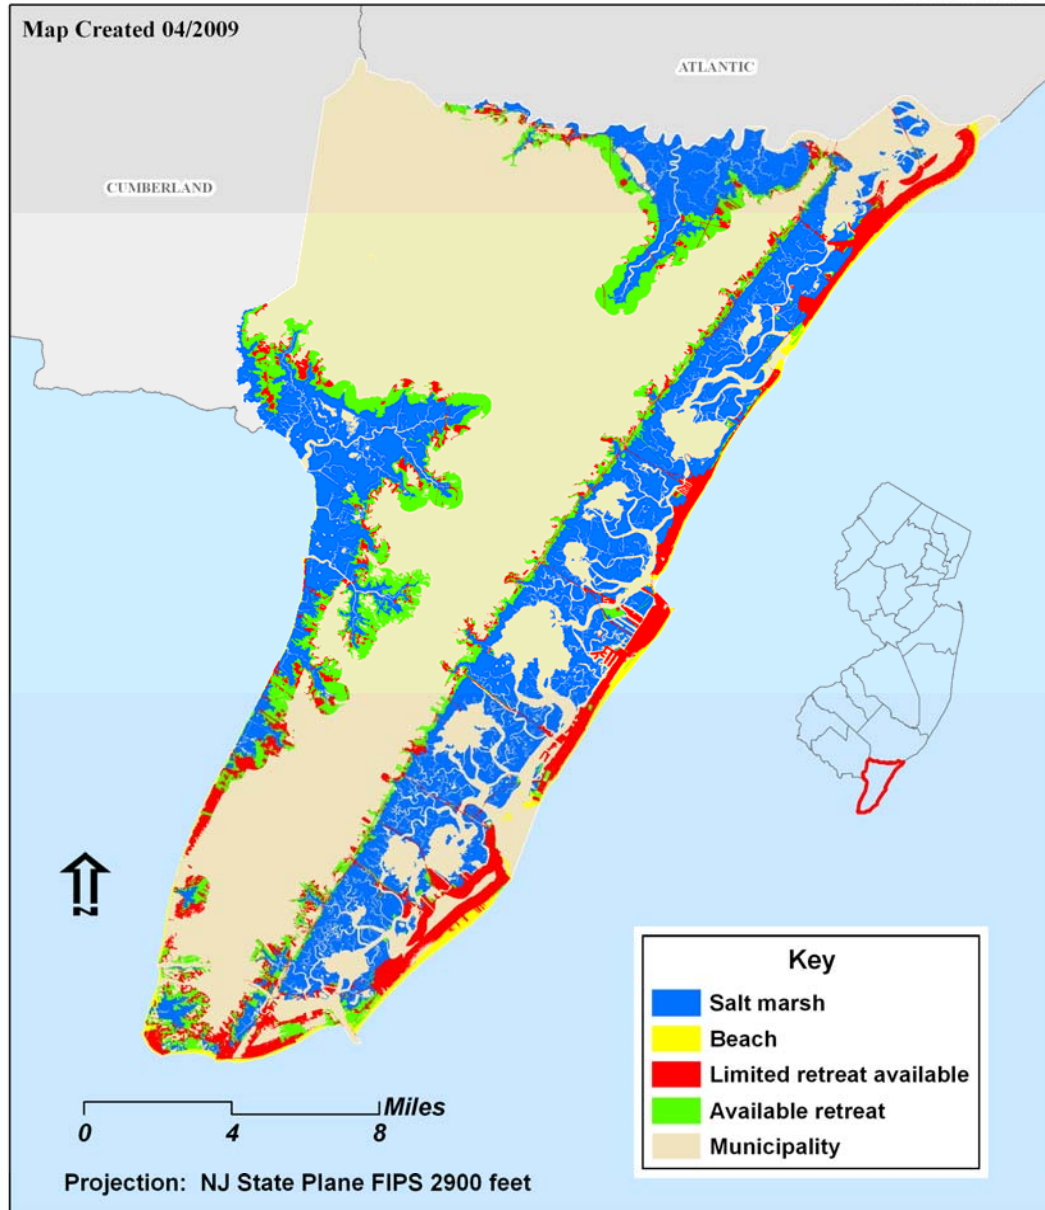 Map Created 04/2009
ATLANTIC
CUMBERLAND
N
Key
Salt marsh
Beach
Limited retreat available
Available retreat
Municipality
Miles
0 4 8
Projection: NJ State Plane FIPS 2900 feet